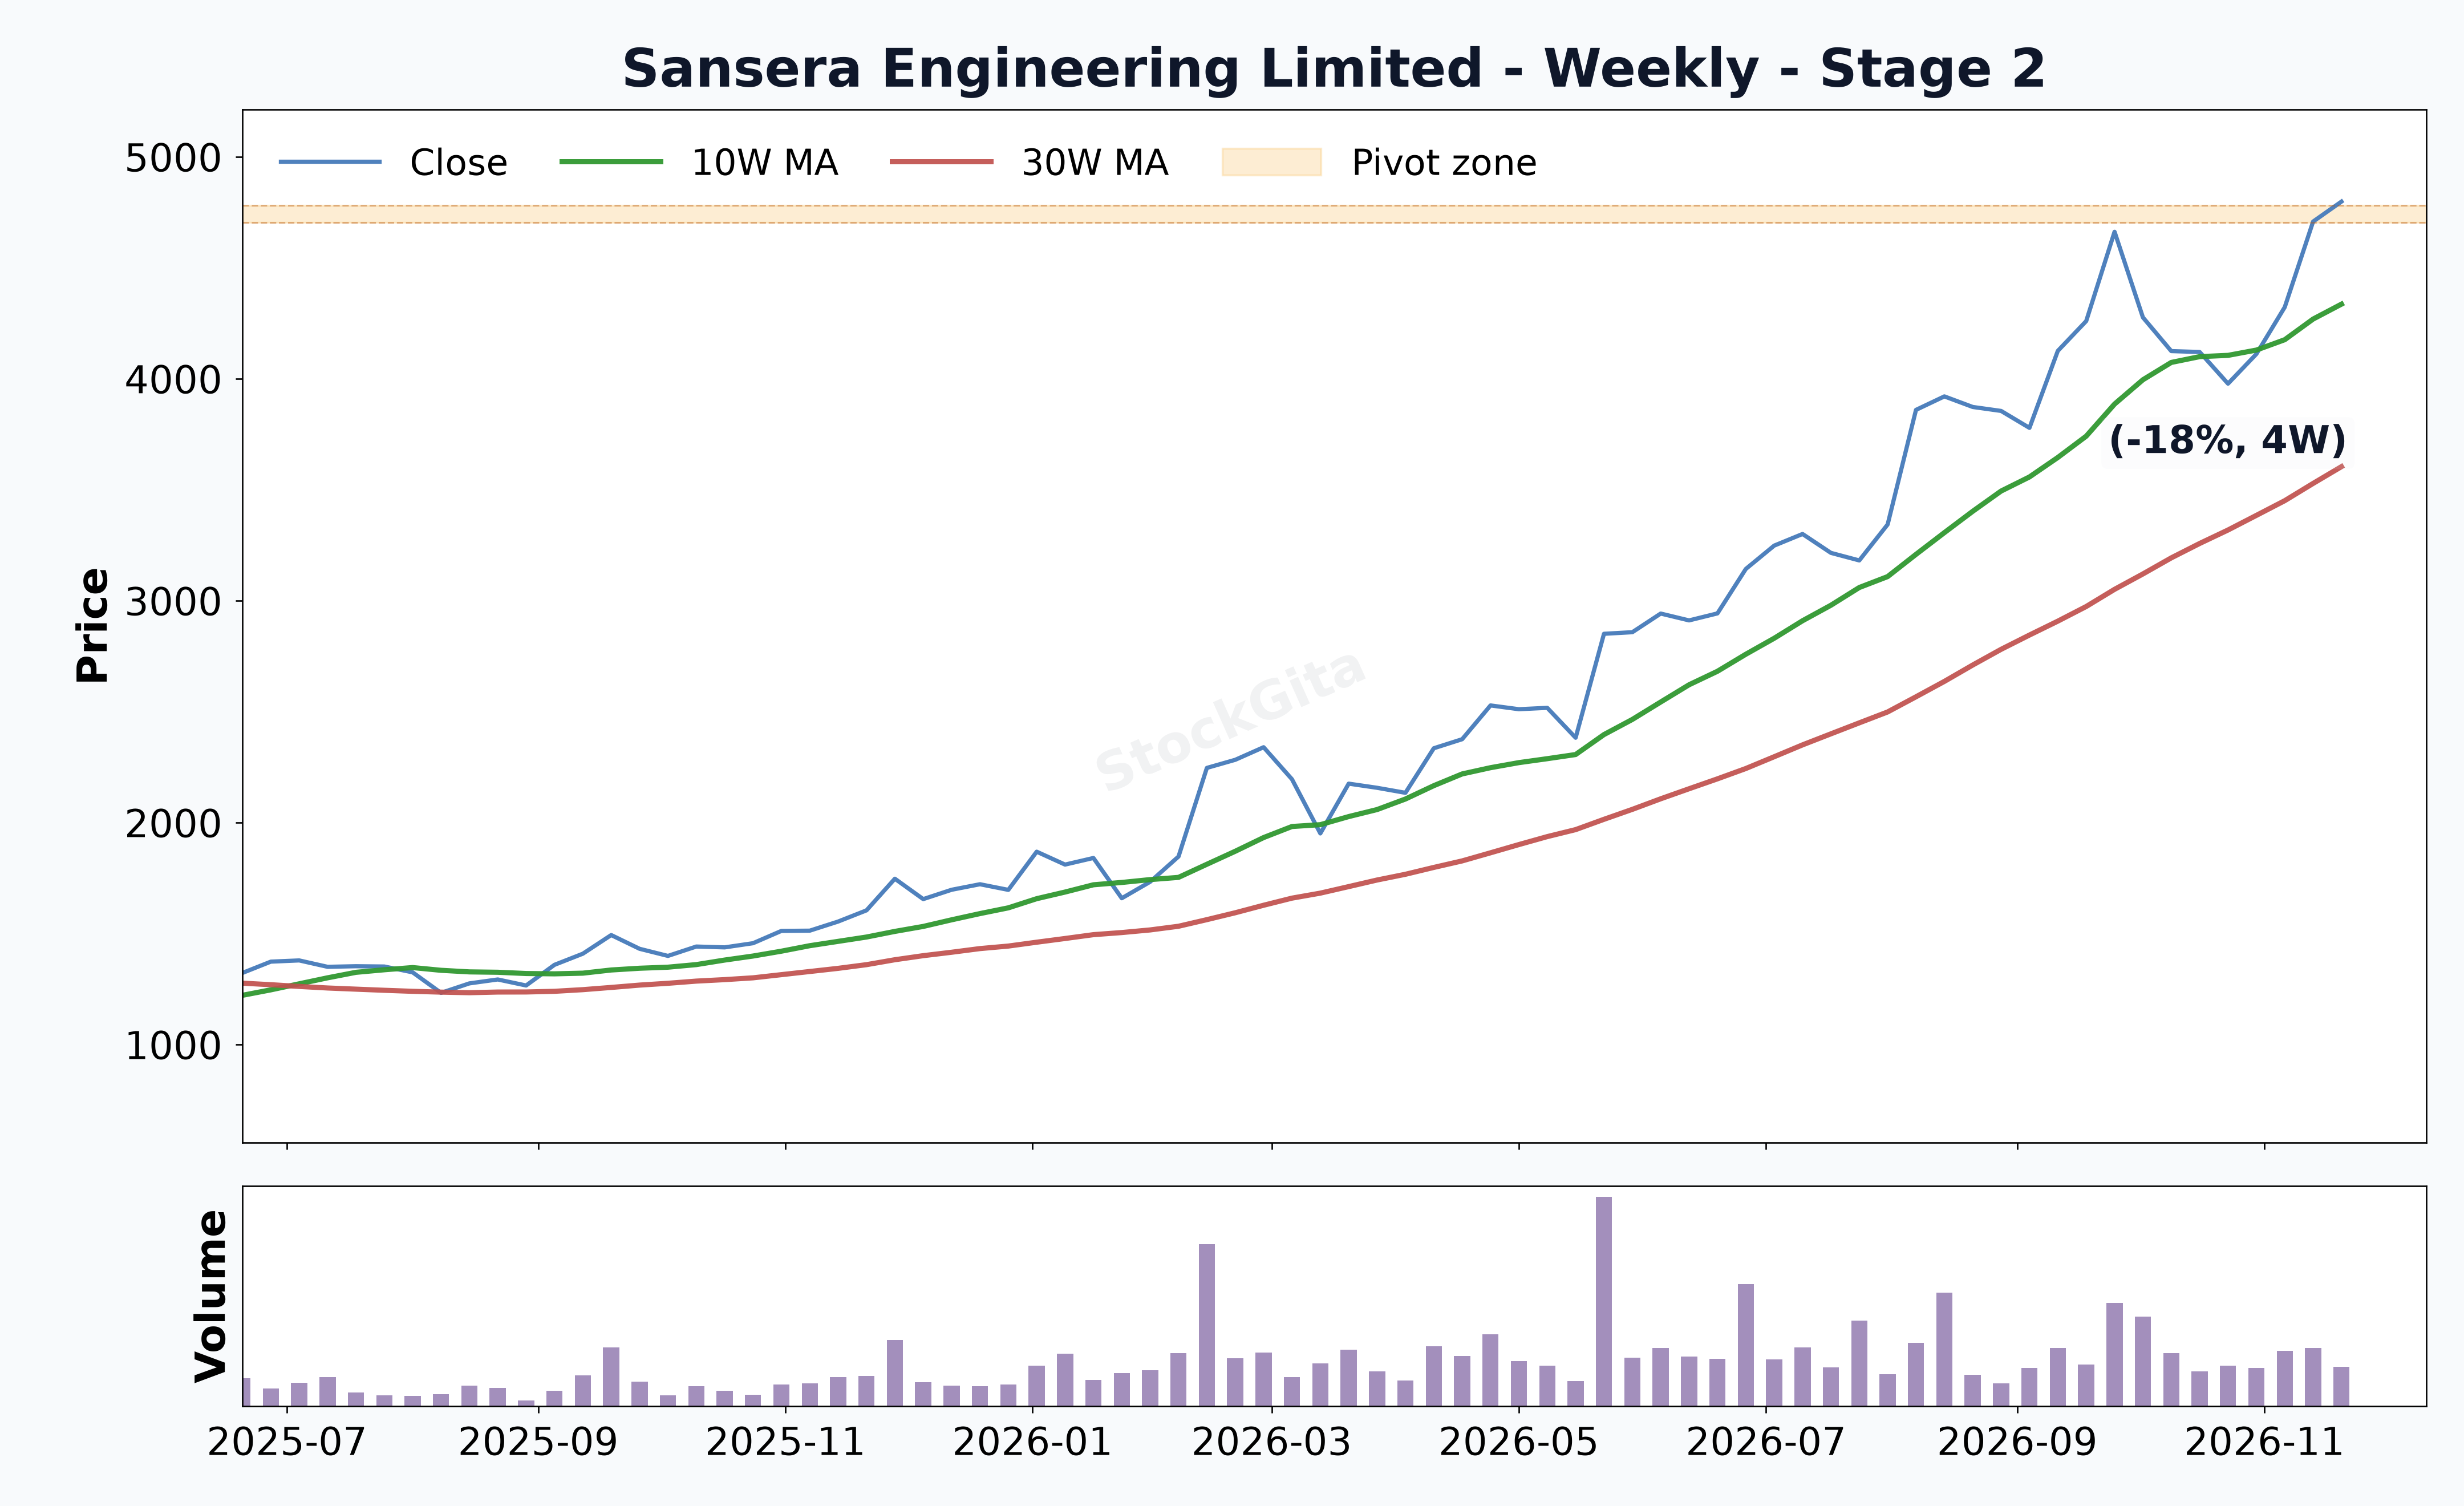 Sansera Engineering Limited - Weekly - Stage 2
Close
10W MA
30W MA
Pivot zone
Price
5000
4000
3000
2000
1000
(-18%, 4W)
StockGita
Volume
2025-07
2025-09
2025-11
2026-01
2026-03
2026-05
2026-07
2026-09
2026-11